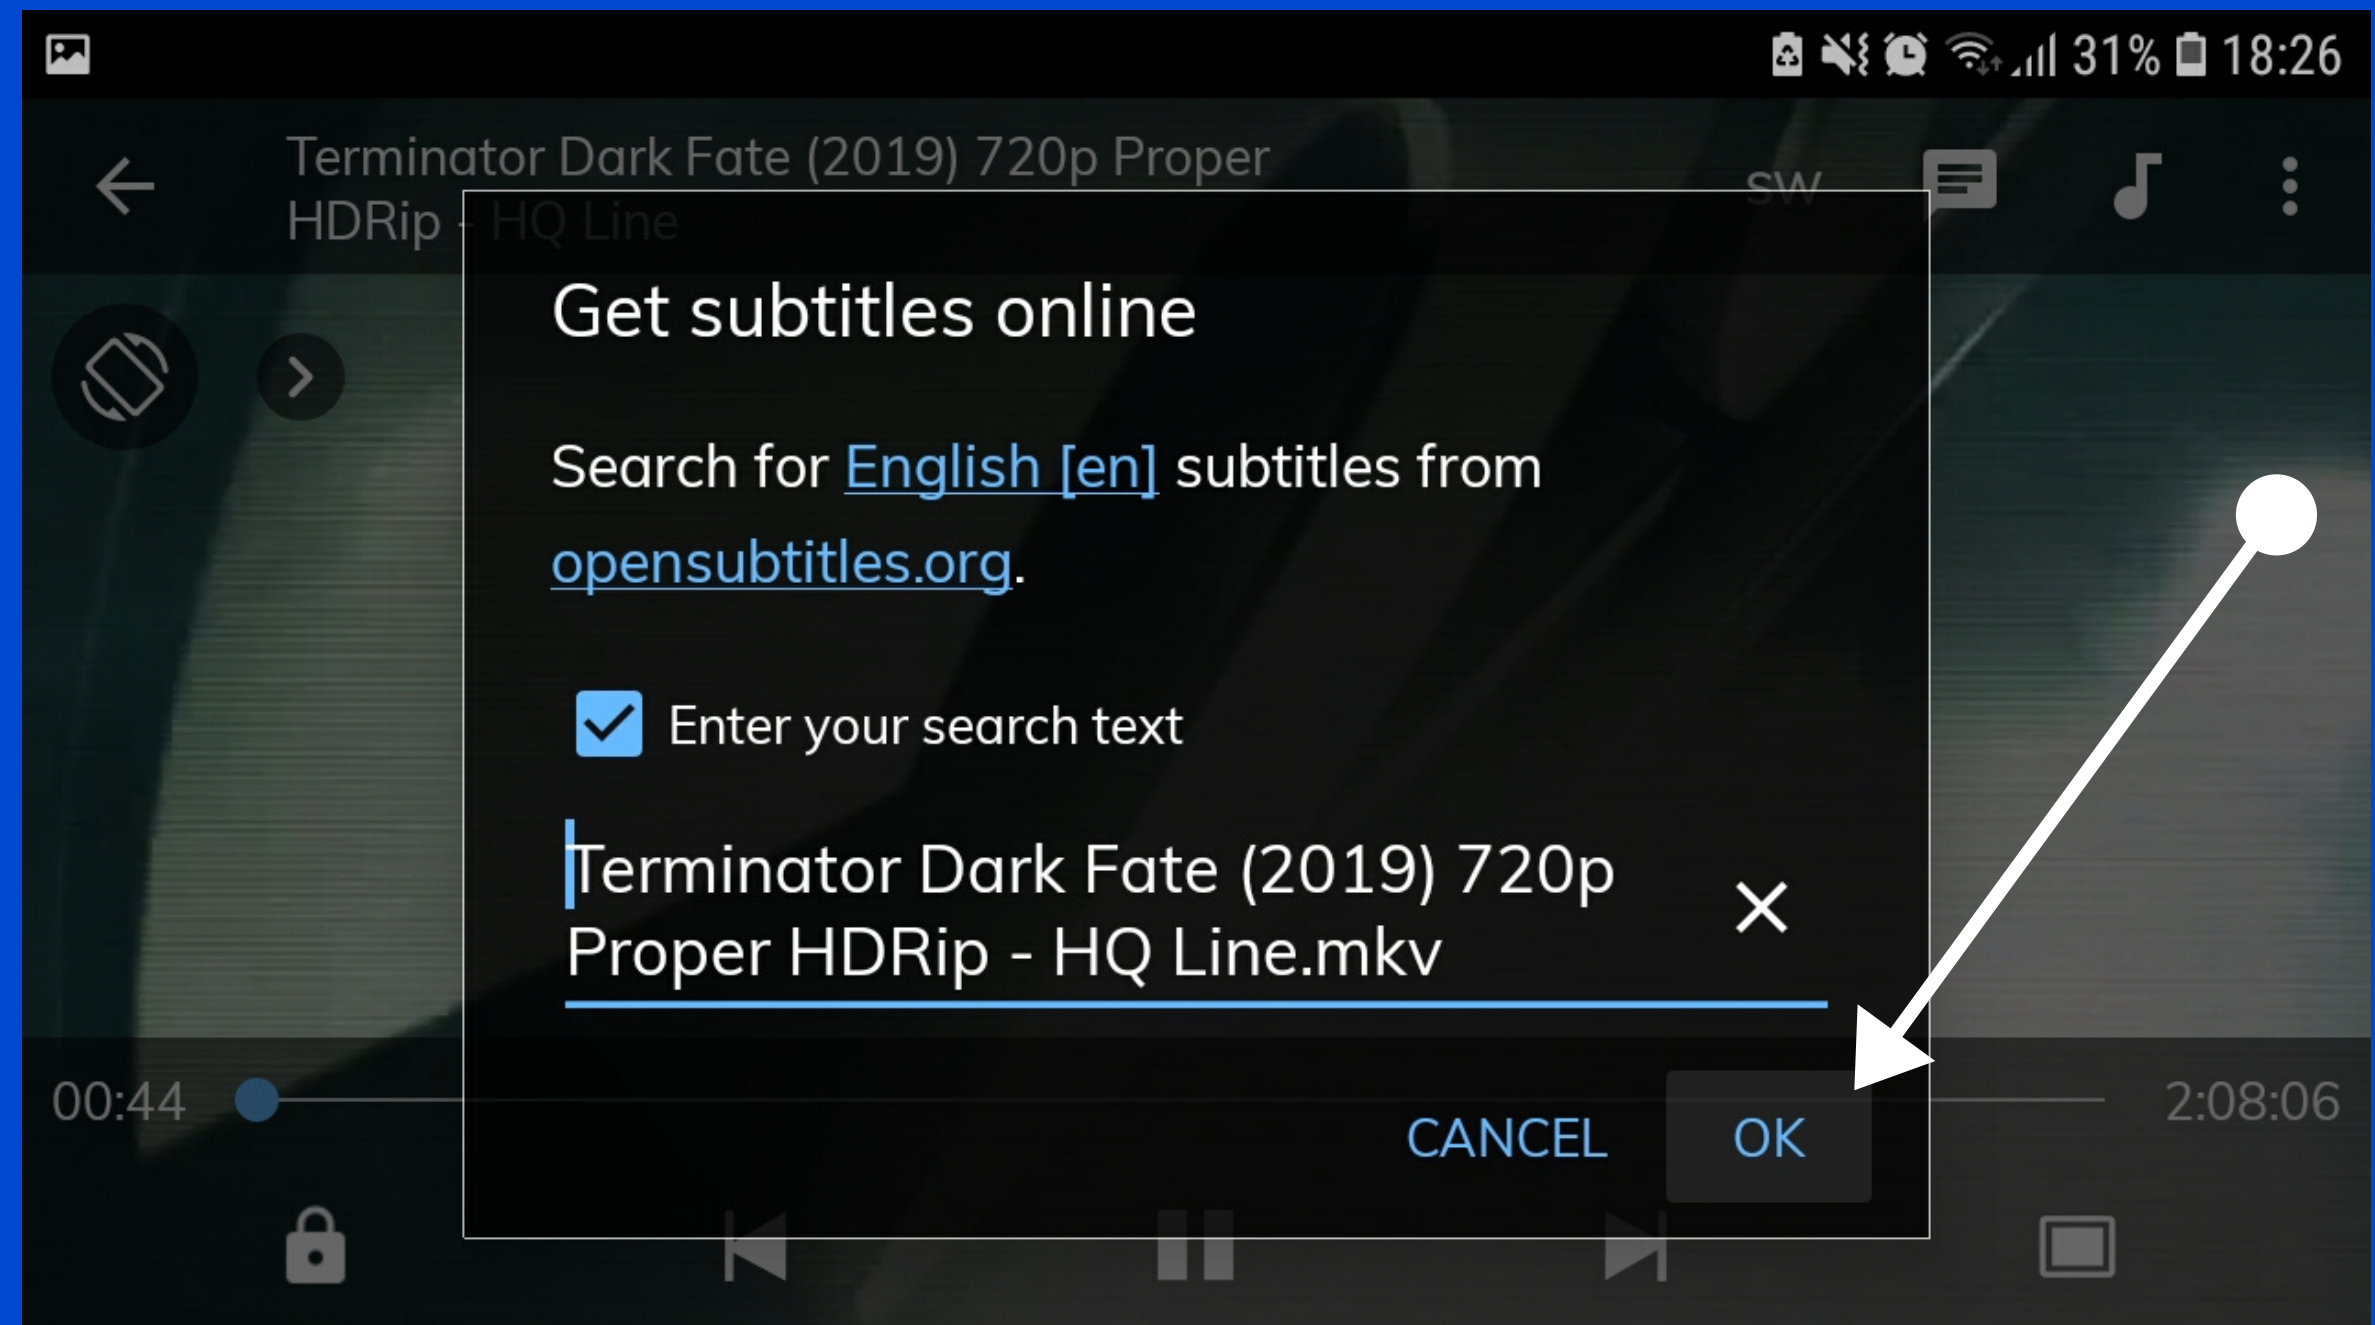 31% 18:26
Terminator Dark Fate (2019) 720p Proper
HDRip - HQ Line
SW
Get subtitles online
Search for English [en] subtitles from
opensubtitles.org.
Enter your search text
Terminator Dark Fate (2019) 720p
Proper HDRip - HQ Line.mkv
00:44
2:08:06
CANCEL OK